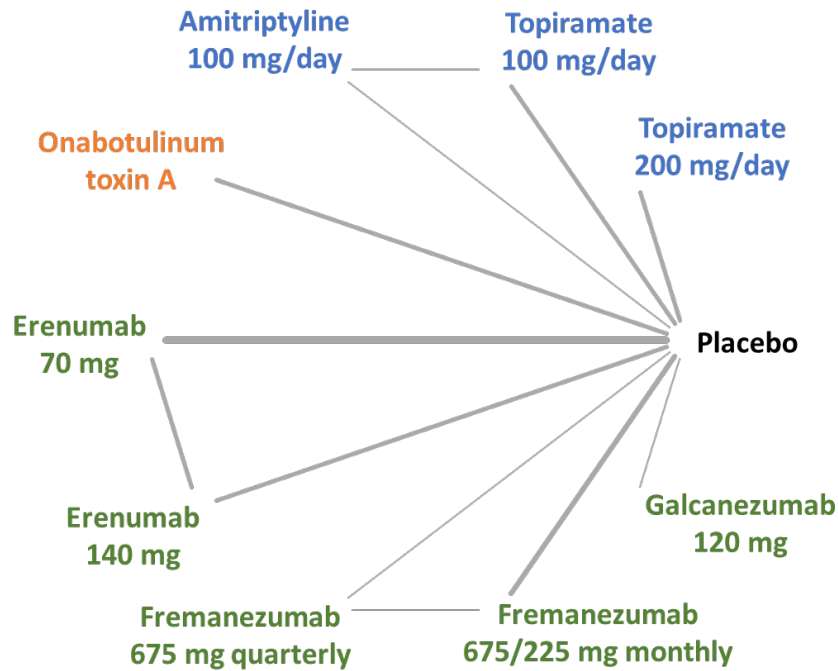 Amitriptyline
100 mg/day
Topiramate
100 mg/day
Topiramate
200 mg/day
Onabotulinum
toxin A
Erenumab
70 mg
Placebo
Erenumab
140 mg
Galcanezumab
120 mg
Fremanezumab
675 mg quarterly
Fremanezumab
675/225 mg monthly